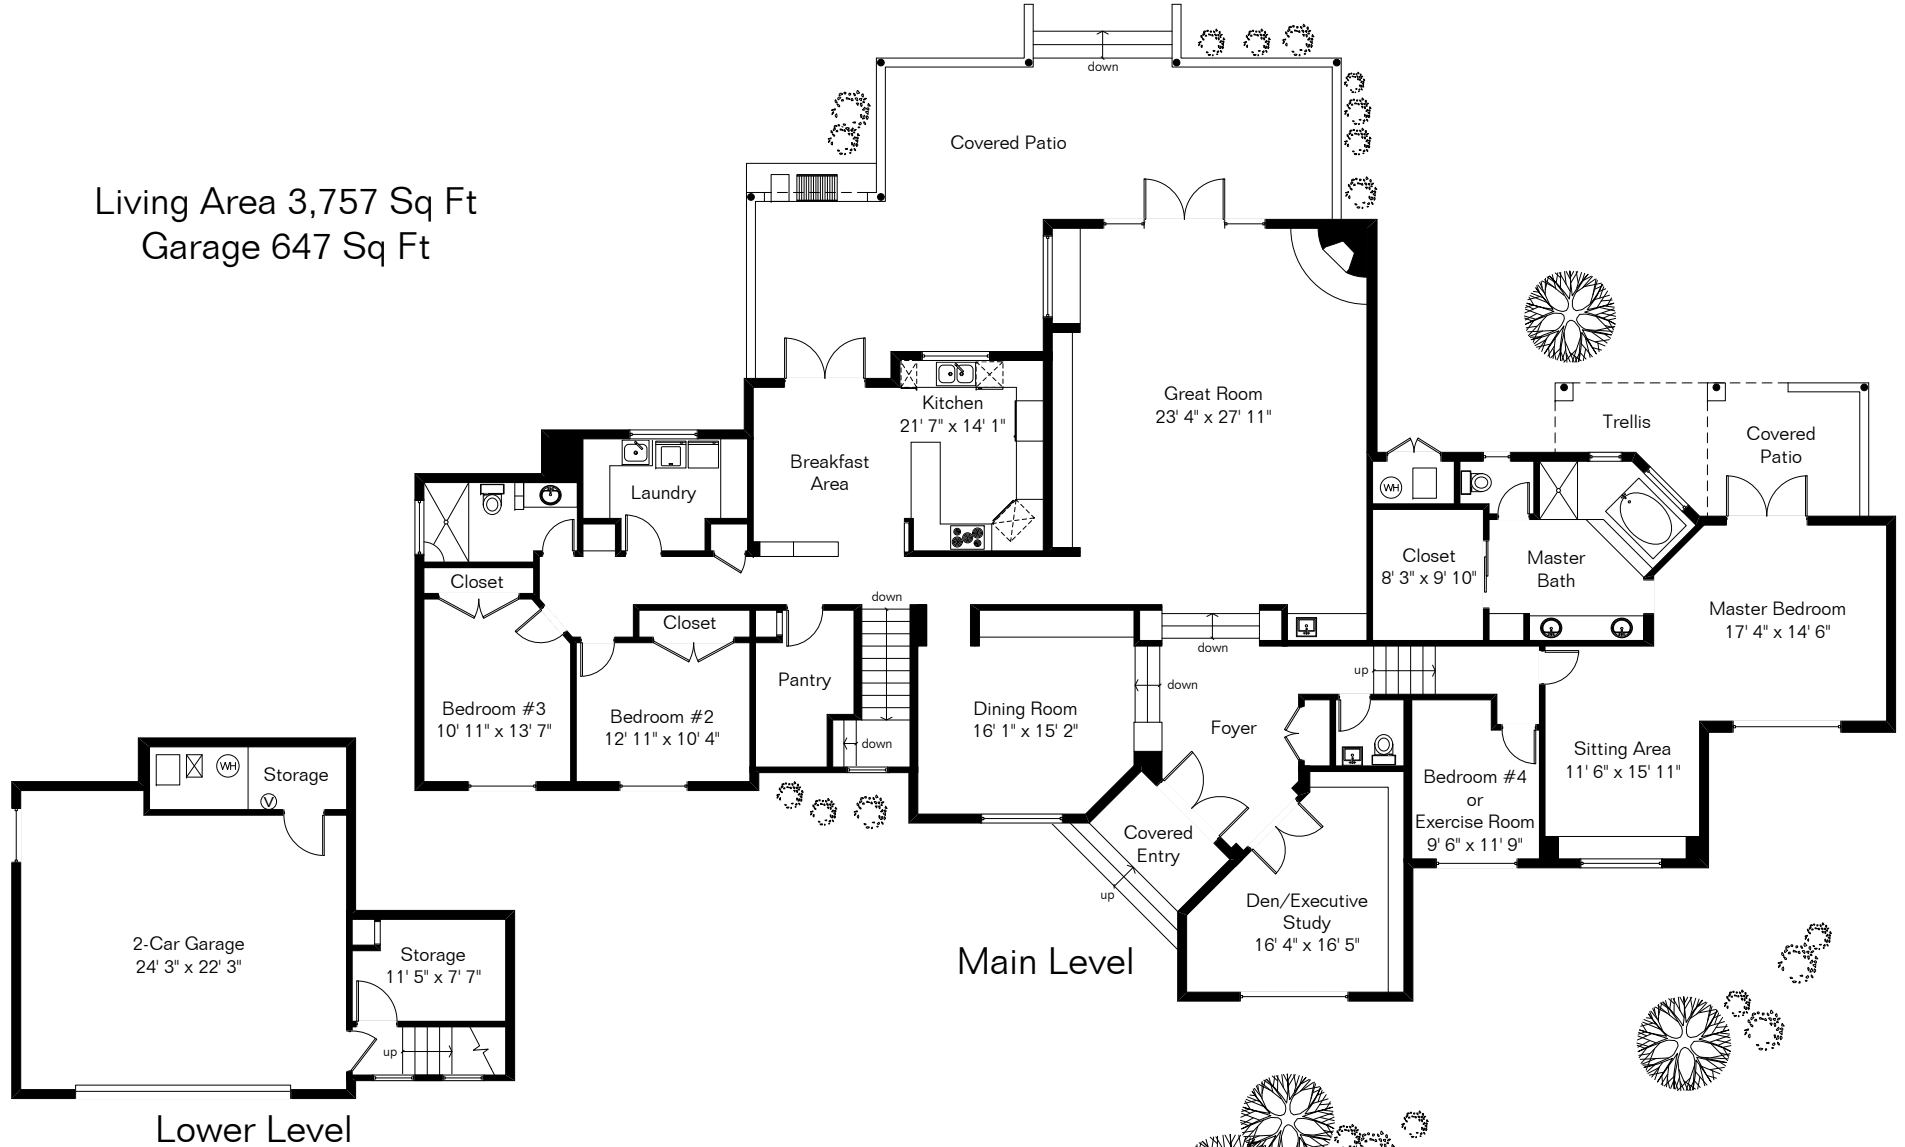 down
Covered Patio
Living Area 3,757 Sq Ft
Garage 647 Sq Ft
Great Room
23' 4" x 27' 11"
Kitchen
21' 7" x 14' 1"
Breakfast
Area
Laundry
Trellis
Covered
Patio
WH
Closet
8' 3" x 9' 10"
Master
Bath
Master Bedroom
17' 4" x 14' 6"
Closet
Closet
down
down
up
down
Pantry
Bedroom #3
10' 11" x 13' 7"
Bedroom #2
12' 11" x 10' 4"
down
Dining Room
16' 1" x 15' 2"
Foyer
Sitting Area
11' 6" x 15' 11"
Bedroom #4
or
Exercise Room
9' 6" x 11' 9"
Covered
Entry
up
Den/Executive
Study
16' 4" x 16' 5"
Main Level
WH
Storage
V
2-Car Garage
24' 3" x 22' 3"
Storage
11' 5" x 7' 7"
up
Lower Level